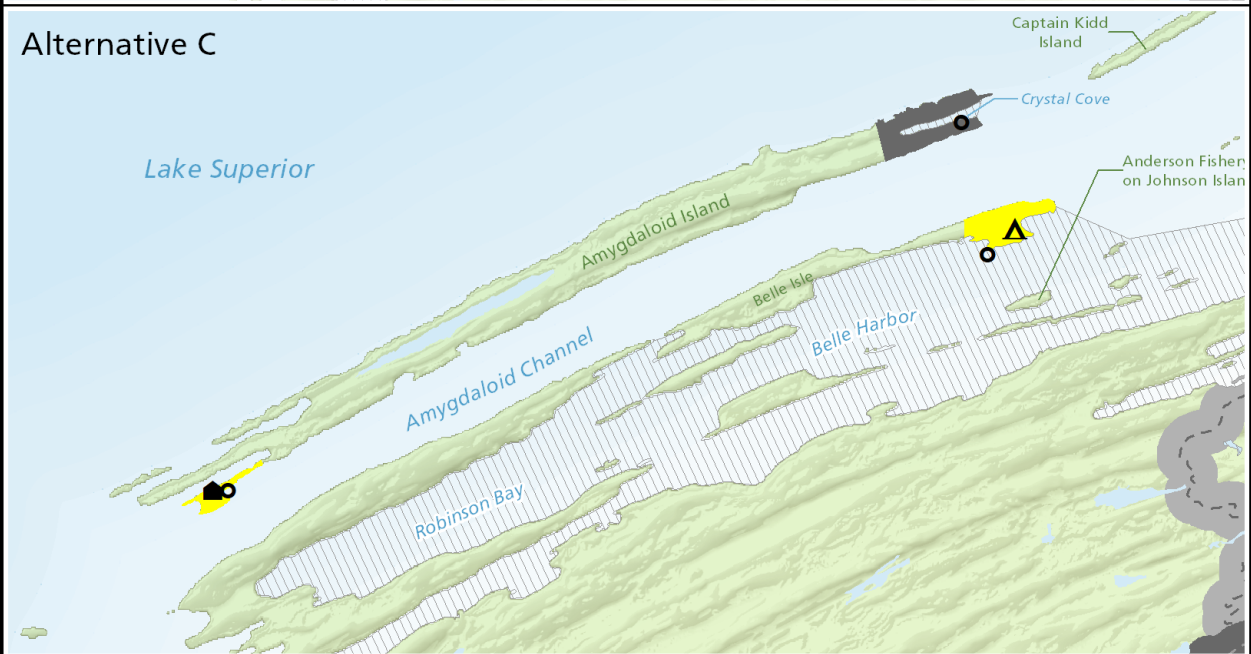 Alternative C
Captain Kidd
Island
Crystal Cove
Lake Superior
Anderson Fishery
on Johnson Islan
Amygdaloid Island
Belle Isle
Belle Harbor
Amygdaloid Channel
Robinson Bay